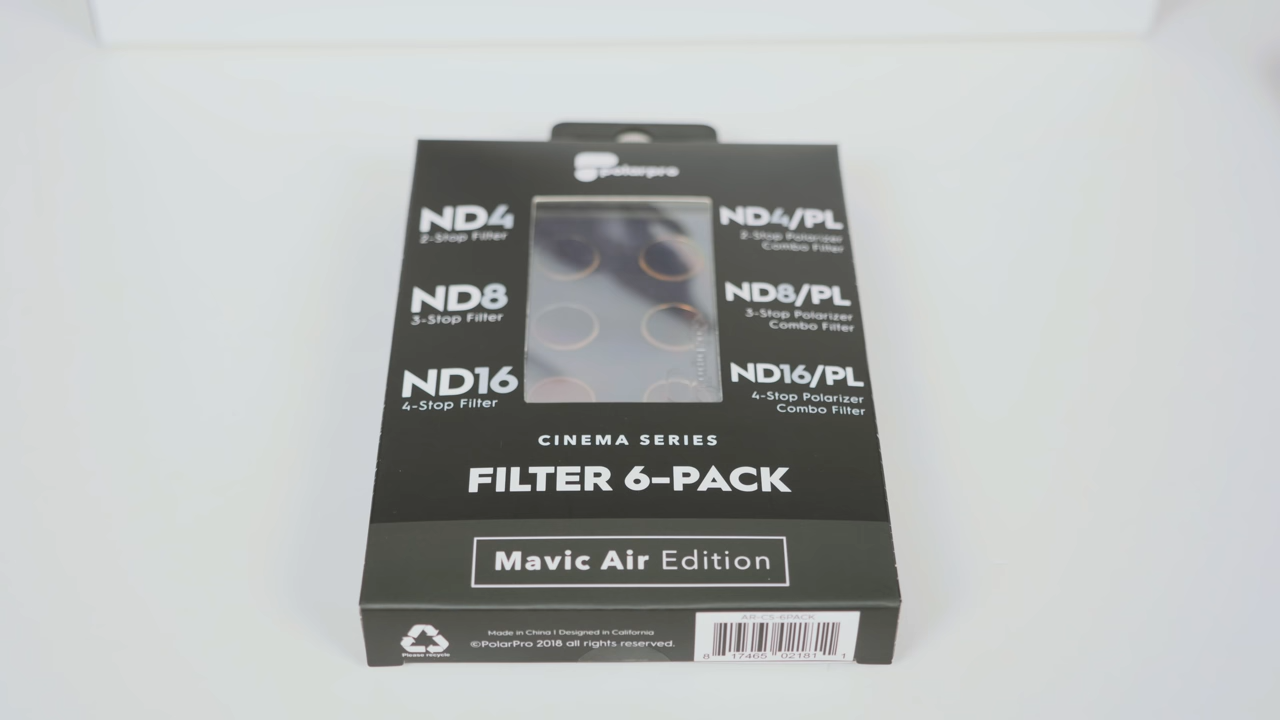 polarpro
ND4
2-Stop Filter
ND8
3-Stop Filter
ND16
4-Stop Filter
ND4/PL
2-Stop Polarizer
Combo Filter
ND8/PL
3-Stop Polarizer
Combo Filter
ND16/PL
4-Stop Polarizer
Combo Filter
CINEMA SERIES
FILTER 6-PACK
Mavic Air Edition
Please recycle
Made in China | Designed in California
©PolarPro 2018 all rights reserved.
AR-CS-6PACK
8 17465 02181 1